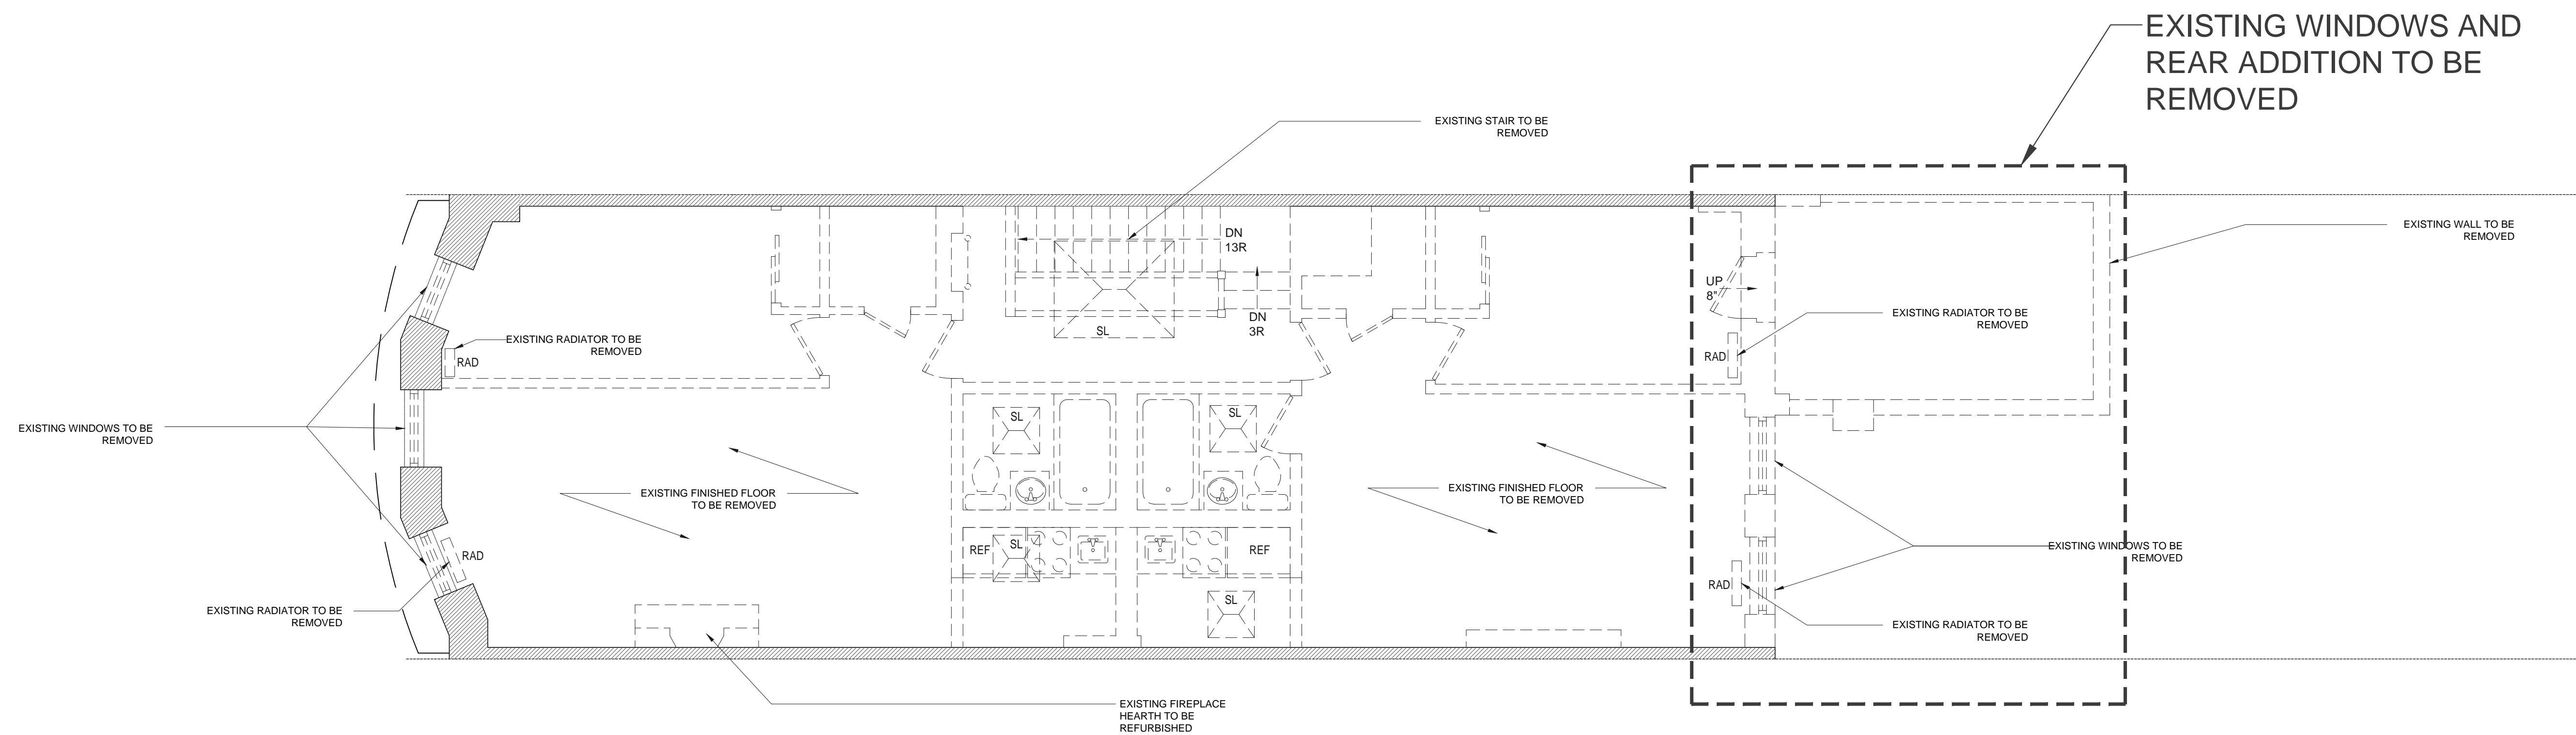 EXISTING WINDOWS AND
REAR ADDITION TO BE
REMOVED
EXISTING STAIR TO BE
REMOVED
EXISTING WALL TO BE
REMOVED
DN
13R
UP
8"
DN
3R
SL
EXISTING RADIATOR TO BE
REMOVED
RAD
EXISTING RADIATOR TO BE
REMOVED
RAD
SL
SL
EXISTING WINDOWS TO BE
REMOVED
EXISTING FINISHED FLOOR
TO BE REMOVED
EXISTING FINISHED FLOOR
TO BE REMOVED
REF
SL
REF
RAD
EXISTING WINDOWS TO BE
REMOVED
RAD
SL
EXISTING RADIATOR TO BE
REMOVED
EXISTING RADIATOR TO BE
REMOVED
EXISTING FIREPLACE
HEARTH TO BE
REFURBISHED